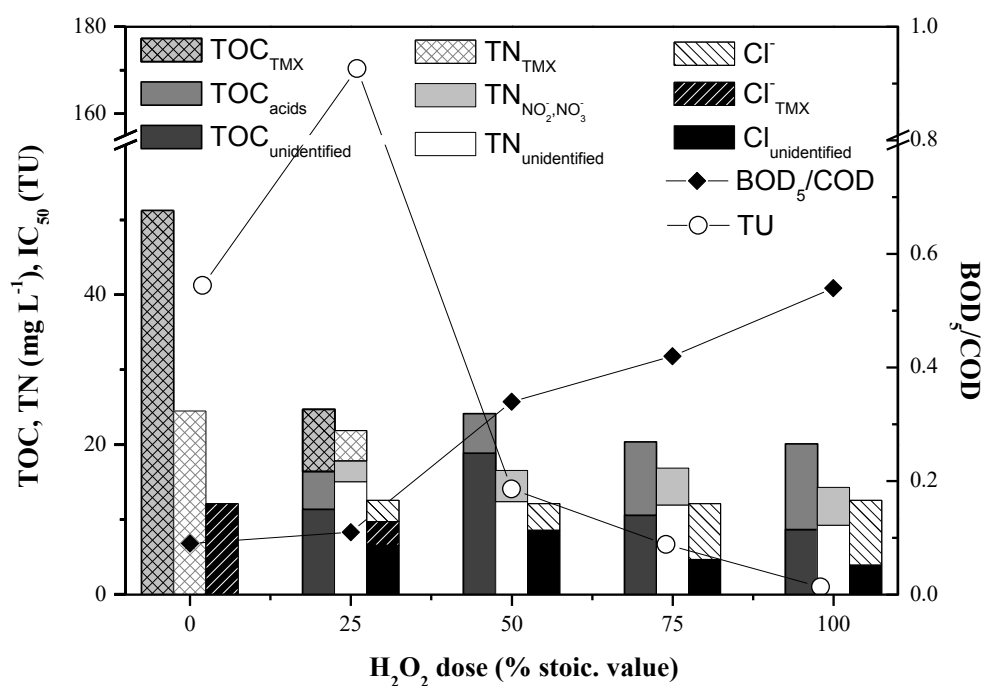 180
160
40
20
0
TOC, TN (mg L⁻¹), IC₅₀ (TU)
TOC_TMX
TOC_acids
TOC_unidentified
TN_TMX
TN_NO₂⁻,NO₃⁻
TN_unidentified
Cl⁻
Cl⁻_TMX
Cl_unidentified
BOD₅/COD
TU
1.0
0.8
0.6
0.4
0.2
0.0
BOD₅/COD
0 25 50 75 100
H₂O₂ dose (% stoic. value)